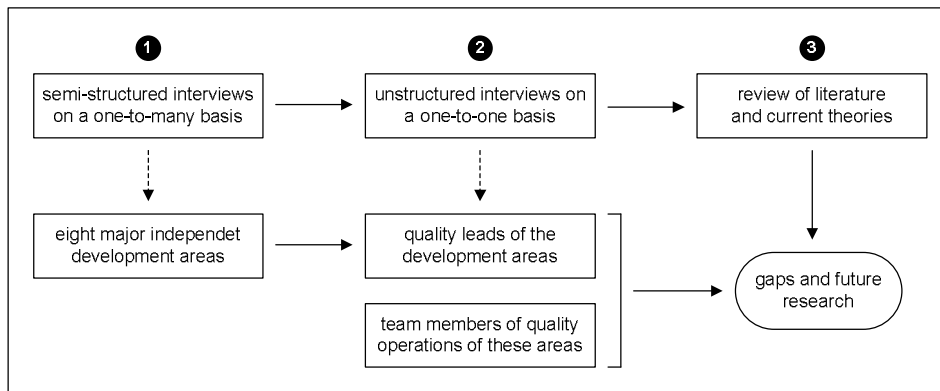 1
2
3
semi-structured interviews
on a one-to-many basis
unstructured interviews on
a one-to-one basis
review of literature
and current theories
eight major independet
development areas
quality leads of the
development areas
team members of quality
operations of these areas
gaps and future
research